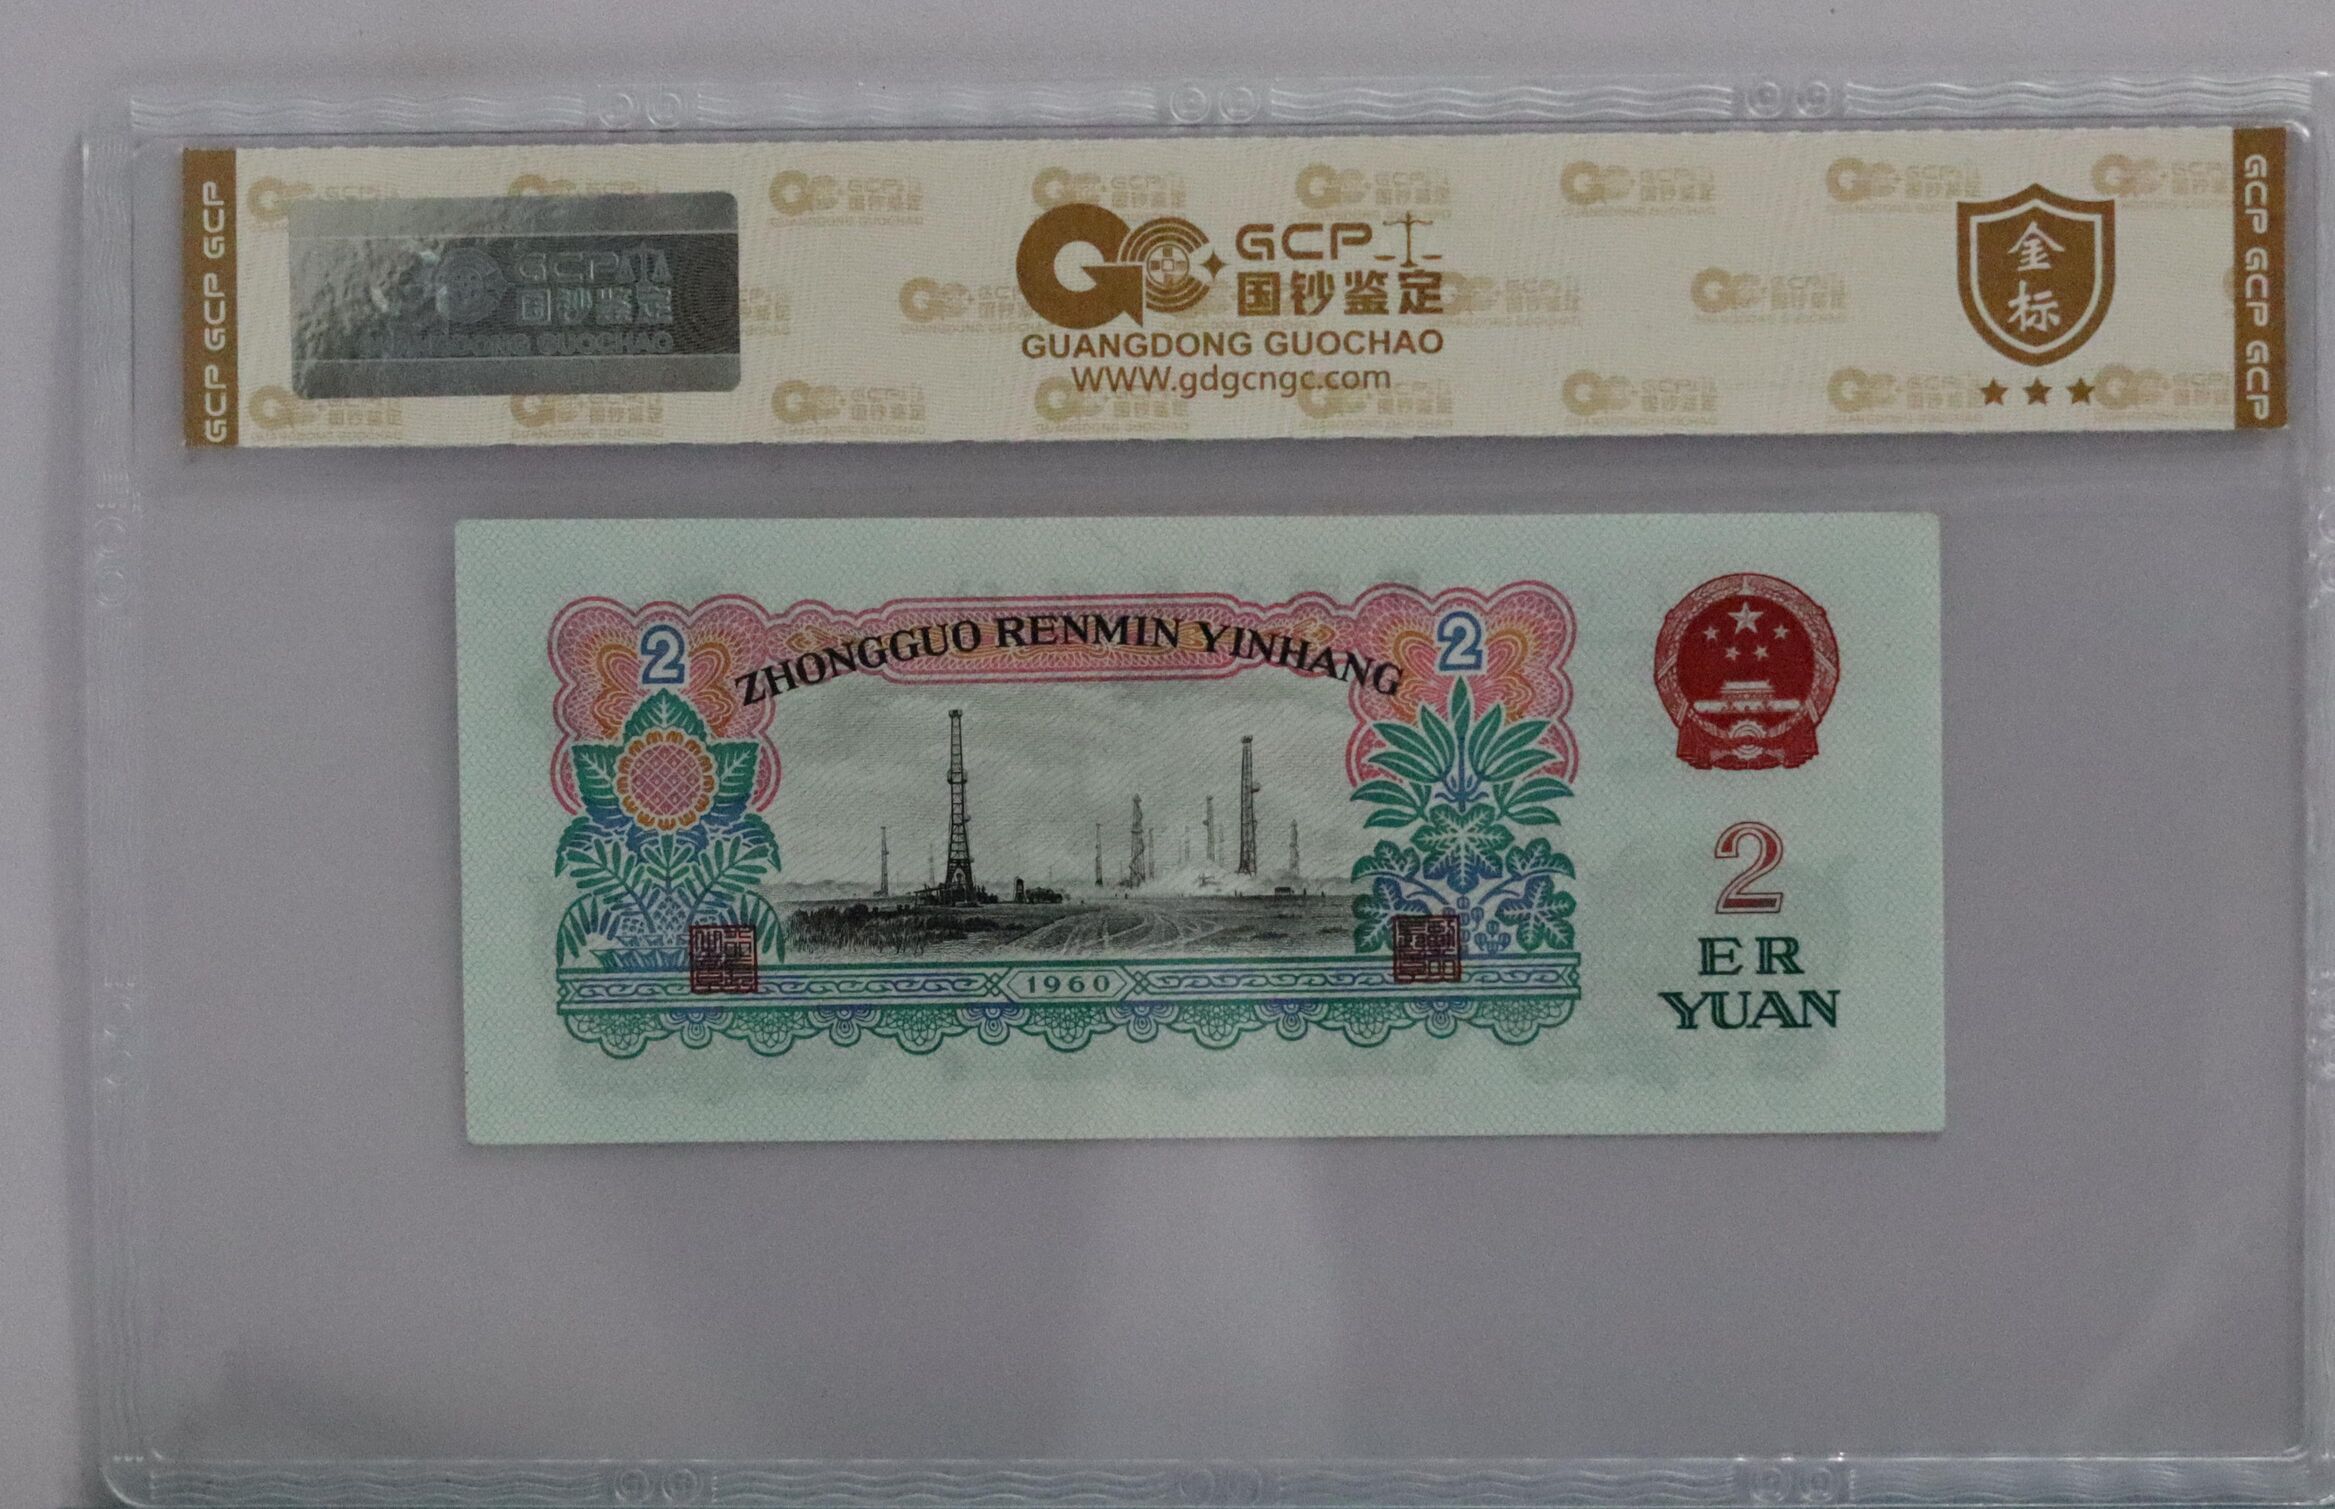 GCP GCP GCP
GCP
国钞鉴定
GUANGDONG GUOCHAO
GCP
国钞鉴定
GUANGDONG GUOCHAO
WWW.gdgcngc.com
金
标
GCP GCP GCP
2
ZHONGGUO RENMIN YINHANG
2
1960
2
ER
YUAN